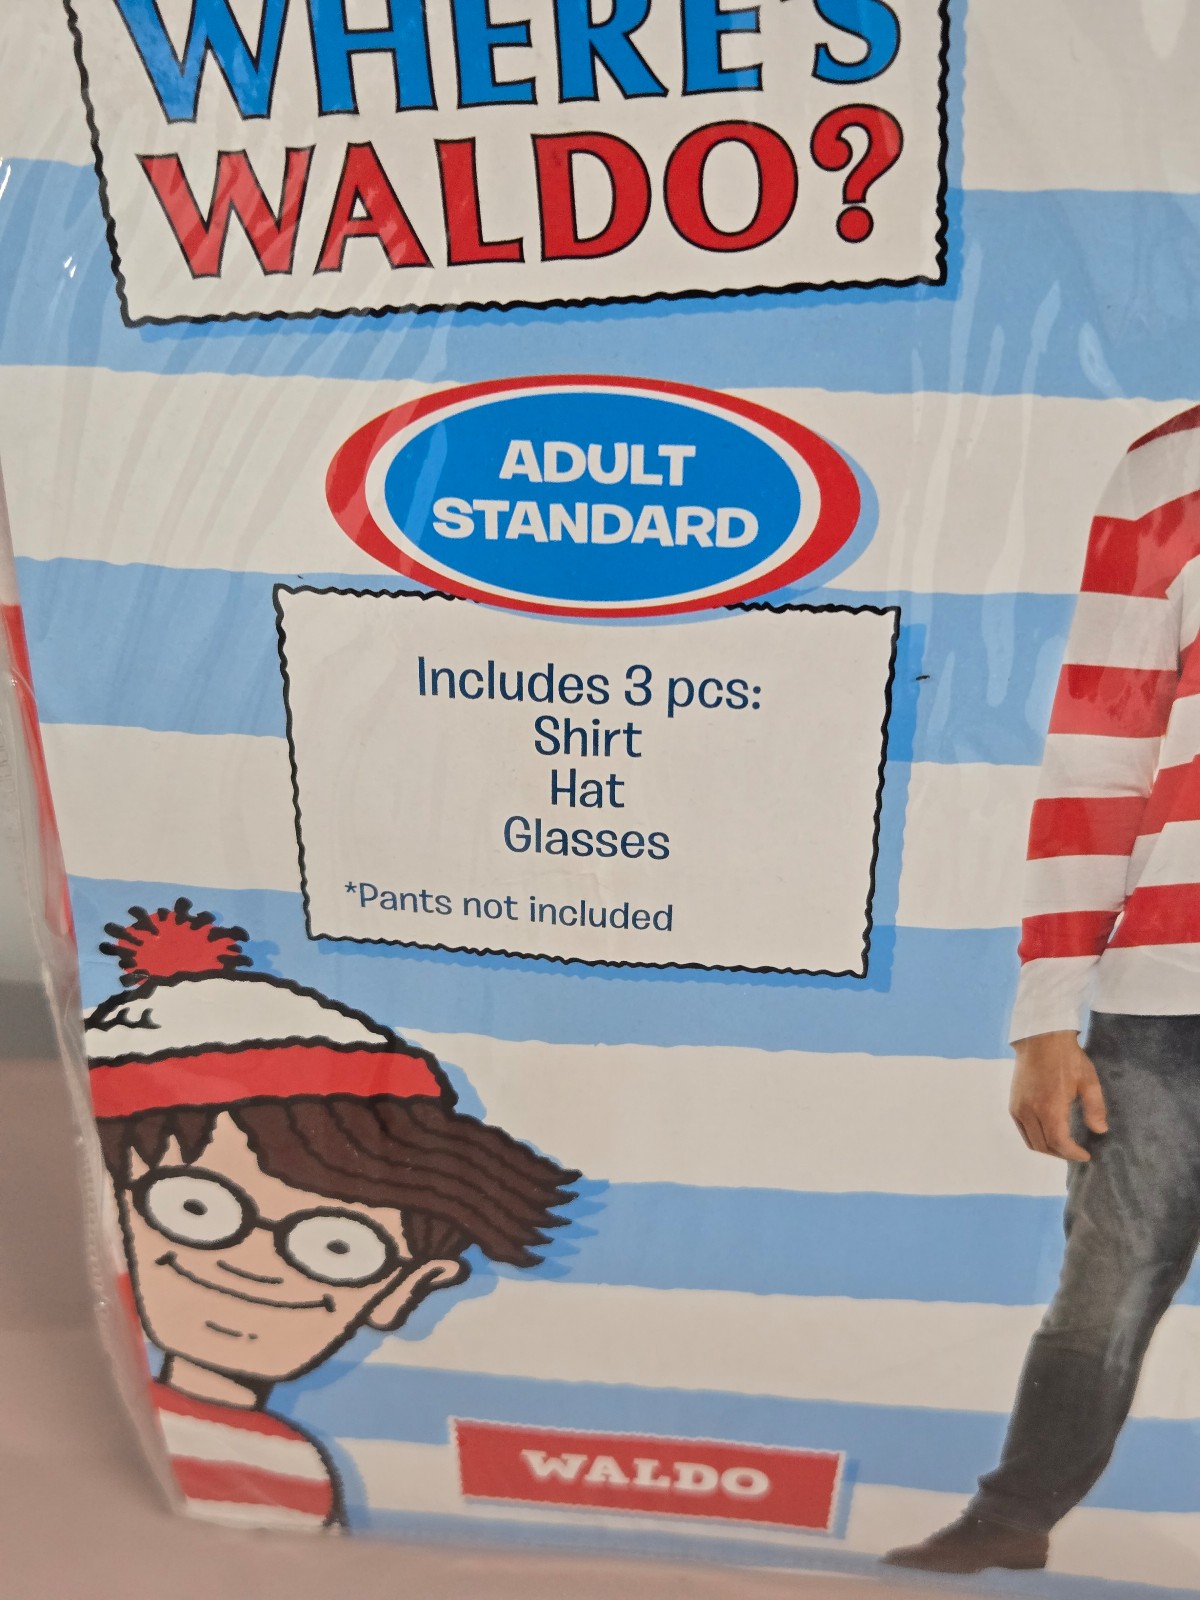 WHERE'S
WALDO?
ADULT
STANDARD
Includes 3 pcs:
Shirt
Hat
Glasses
*Pants not included
WALDO